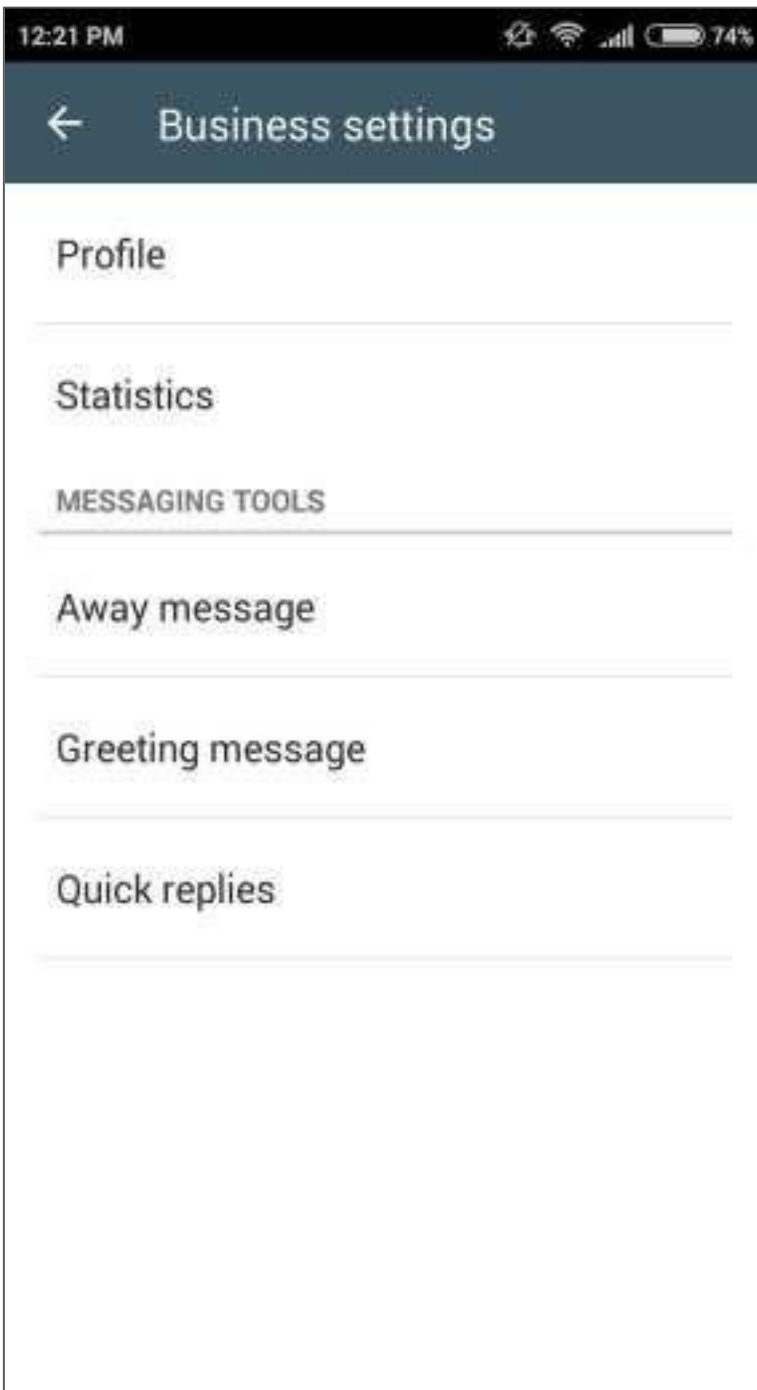 12:21 PM 74%
Business settings
Profile
Statistics
MESSAGING TOOLS
Away message
Greeting message
Quick replies